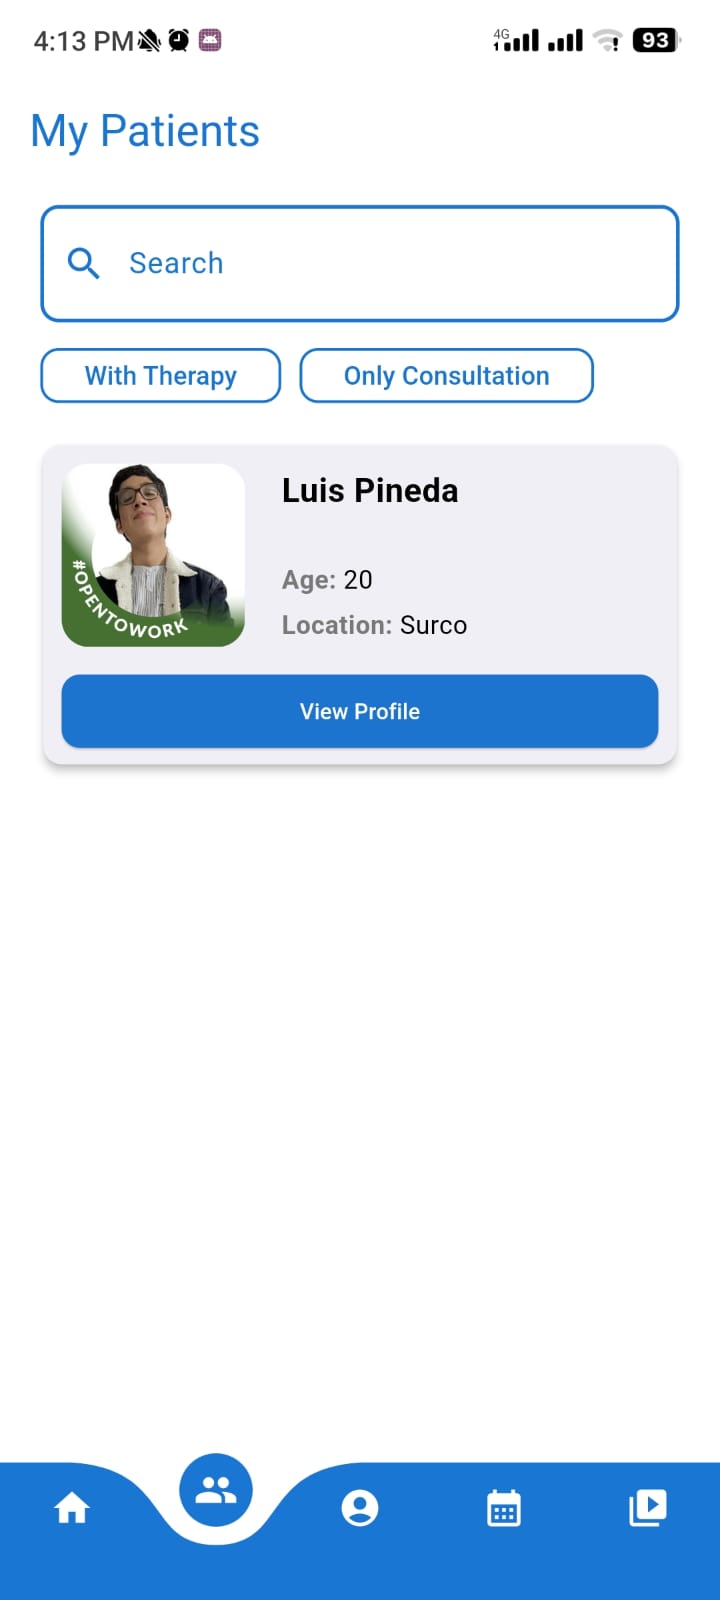 4:13 PM
4G
93
My Patients
Search
With Therapy
Only Consultation
Luis Pineda
Age: 20
Location: Surco
#OPENTOWORK
View Profile